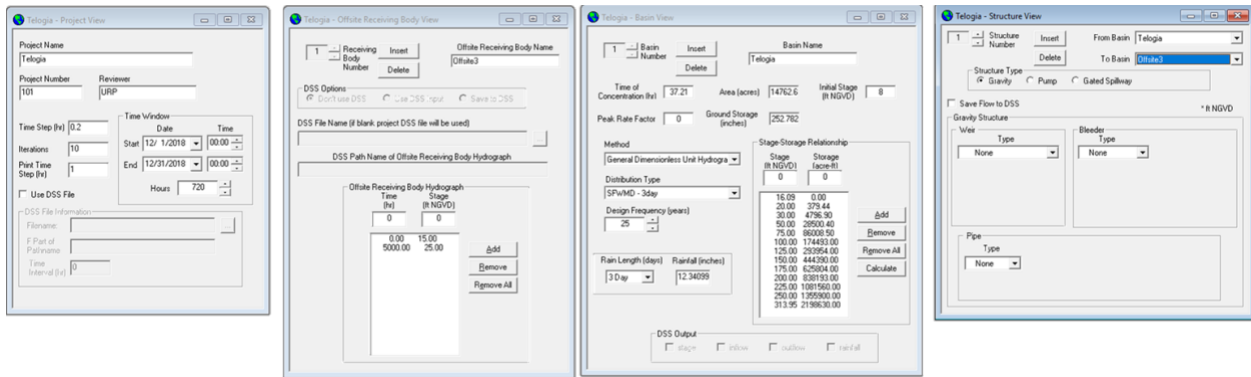 Telogia - Project View
Project Name
Telogia
Project Number Reviewer
101 URP
Time Step (hr) 0.2
Iterations 10
Print Time Step (hr) 1
Time Window
Date Time
Start 12/ 1/2018 00:00
End 12/31/2018 00:00
Hours 720
Use DSS File
DSS File Information
Filename:
F Part of Pathname
Time Interval (hr) 0
Telogia - Offsite Receiving Body View
1 Receiving Body Number
Insert
Delete
Offsite Receiving Body Name
Offsite3
DSS Options
Don't use DSS Use DSS Input Save to DSS
DSS File Name (if blank project DSS file will be used)
DSS Path Name of Offsite Receiving Body Hydrograph
Offsite Receiving Body Hydrograph
Time (hr) Stage (ft NGVD)
0 0
0.00 15.00
5000.00 25.00
Add
Remove
Remove All
Telogia - Basin View
1 Basin Number
Insert
Delete
Basin Name
Telogia
Time of Concentration (hr) 37.21
Area (acres) 14762.6
Initial Stage (ft NGVD) 8
Peak Rate Factor 0
Ground Storage (inches) 252.782
Method
General Dimensionless Unit Hydrogra
Distribution Type
SFWMD - 3day
Design Frequency (years)
25
Rain Length (days) Rainfall (inches)
3 Day 12.34099
Stage-Storage Relationship
Stage (ft NGVD) Storage (acre-ft)
0 0
16.09 0.00
20.00 379.44
30.00 4796.90
50.00 28500.40
75.00 86008.50
100.00 174493.00
125.00 293954.00
150.00 444390.00
175.00 625804.00
200.00 838193.00
225.00 1081560.00
250.00 1355900.00
313.95 2198630.00
Add
Remove
Remove All
Calculate
DSS Output
stage inflow outflow rainfall
Telogia - Structure View
1 Structure Number
Insert
Delete
From Basin Telogia
To Basin Offsite3
Structure Type
Gravity Pump Gated Spillway
Save Flow to DSS
* ft NGVD
Gravity Structure
Weir
Type
None
Bleeder
Type
None
Pipe
Type
None